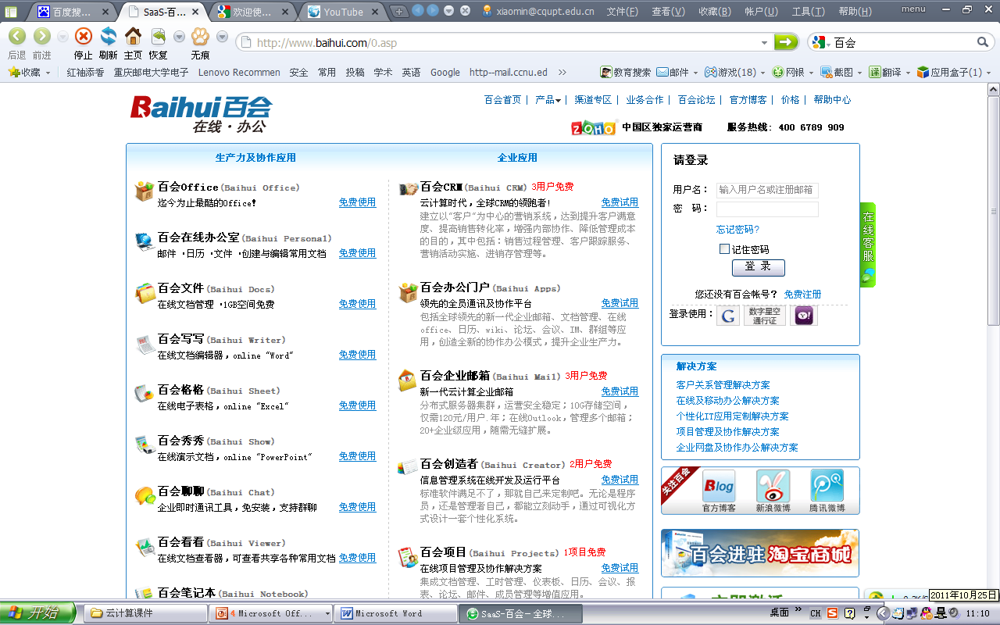 百度搜...
SaaS-百...
欢迎使...
YouTube
xiaomin@cqupt.edu.cn 文件(F) 查看(V) 收藏(B) 帐户(U) 工具(T) 帮助(H) menu
http://www.baihui.com/0.asp
百会
后退 前进 停止 刷新 主页 恢复 无痕
收藏 红袖添香 重庆邮电大学电子 Lenovo Recommen 安全 常用 投稿 学术 英语 Google http--mail.ccnu.ed >> 教育搜索 邮件 游戏(18) 网银 截图 翻译 应用盒子(1)
Baihui百会
在线·办公
百会首页 | 产品 | 渠道专区 | 业务合作 | 百会论坛 | 官方博客 | 价格 | 帮助中心
ZOHO 中国区独家运营商 服务热线: 400 6789 909
生产力及协作应用
百会Office(Baihui Office)
迄今为止最酷的Office! 免费使用
百会在线办公室(Baihui Personal)
邮件 ·日历 ·文件 ·创建与编辑常用文档 免费使用
百会文件(Baihui Docs)
在线文档管理 ·1GB空间免费 免费使用
百会写写(Baihui Writer)
在线文档编辑器，online "Word" 免费使用
百会格格(Baihui Sheet)
在线电子表格，online "Excel" 免费使用
百会秀秀(Baihui Show)
在线演示文档，online "PowerPoint" 免费使用
百会聊聊(Baihui Chat)
企业即时通讯工具，免安装，支持群聊 免费使用
百会看看(Baihui Viewer)
在线文档查看器，可查看共享各种常用文档 免费使用
百会笔记本(Baihui Notebook)
企业应用
百会CRM(Baihui CRM) 3用户免费
云计算时代，全球CRM的领跑者! 免费试用
建立以"客户"为中心的营销系统，达到提升客户满意
度、提高销售转化率，增强内部协作、降低管理成本
的目的，其中包括：销售过程管理、客户跟踪服务、
营销活动实施、进销存管理等。
百会办公门户(Baihui Apps)
领先的全员通讯及协作平台 免费试用
包括全球领先的新一代企业邮箱、文档管理、在线
office、日历、wiki、论坛、会议、IM、群组等应
用，创造全新的协作办公模式，提升企业生产力。
百会企业邮箱(Baihui Mail) 3用户免费
新一代云计算企业邮箱 免费试用
分布式服务器集群，运营安全稳定；10G存储空间，
仅需120元/用户.年；在线Outlook，管理多个邮箱；
20+企业级应用，随需无缝扩展。
百会创造者(Baihui Creator) 2用户免费
信息管理系统在线开发及运行平台 免费试用
标准软件满足不了，那就自己来定制吧。无论是程序
员，还是管理者自己，都能立刻动手，通过可视化方
式设计一套个性化系统。
百会项目(Baihui Projects) 1项目免费
在线项目管理及协作解决方案 免费试用
集成文档管理、工时管理、仪表板、日历、会议、报
表、论坛、邮件、成员管理等增值应用。
请登录
用户名： 输入用户名或注册邮箱
密 码：
忘记密码?
记住密码
登 录
您还没有百会帐号? 免费注册
登录使用： G 数字星空
通行证 Y!
在线客服
解决方案
客户关系管理解决方案
在线及移动办公解决方案
个性化IT应用定制解决方案
项目管理及协作解决方案
企业网盘及协作办公解决方案
关注百会
Blog
官方博客 新浪微博 腾讯微博
百会进驻 淘宝商城
2011年10月25日
开始 云计算课件 4 Microsoft Off... Microsoft Word SaaS-百会－全球... 桌面 >> CH 11:10